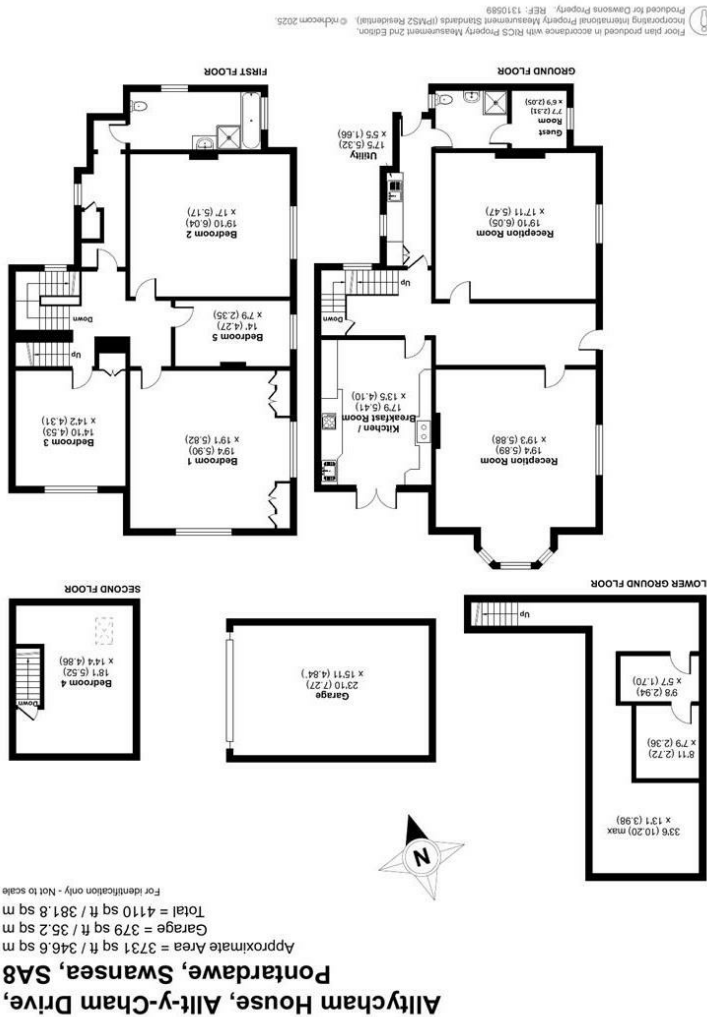 Alltycham House, Allt-y-Cham Drive,
Pontardawe, Swansea, SA8
Approximate Area = 3731 sq ft / 346.6 sq m
Garage = 379 sq ft / 35.2 sq m
Total = 4110 sq ft / 381.8 sq m
For identification only - Not to scale
N
33'6 (10.20) max
x 13'1 (3.98)
8'11 (2.72)
x 7'9 (2.36)
9'8 (2.94)
x 5'7 (1.70)
Up
LOWER GROUND FLOOR
Garage
23'10 (7.27)
x 15'11 (4.84)
Bedroom 4
18'1 (5.52)
x 14'4 (4.86)
Down
SECOND FLOOR
Reception Room
19'4 (5.89)
x 19'3 (5.88)
Kitchen /
Breakfast Room
17'9 (5.41)
x 13'5 (4.10)
Down
Up
Reception Room
19'10 (6.05)
x 17'11 (5.47)
Utility
17'5 (5.32)
x 5'5 (1.66)
Guest
Room
7'7 (2.31)
x 6'9 (2.05)
GROUND FLOOR
Bedroom 1
19'4 (5.90)
x 19'1 (5.82)
Bedroom 3
14'10 (4.53)
x 14'2 (4.31)
Up
Bedroom 5
14' (4.27)
x 7'9 (2.35)
Down
Bedroom 2
19'10 (6.04)
x 17' (5.17)
FIRST FLOOR
Floor plan produced in accordance with RICS Property Measurement 2nd Edition,
Incorporating International Property Measurement Standards (IPMS2 Residential). © nichecom 2025.
Produced for Dawsons Property. REF: 1310589